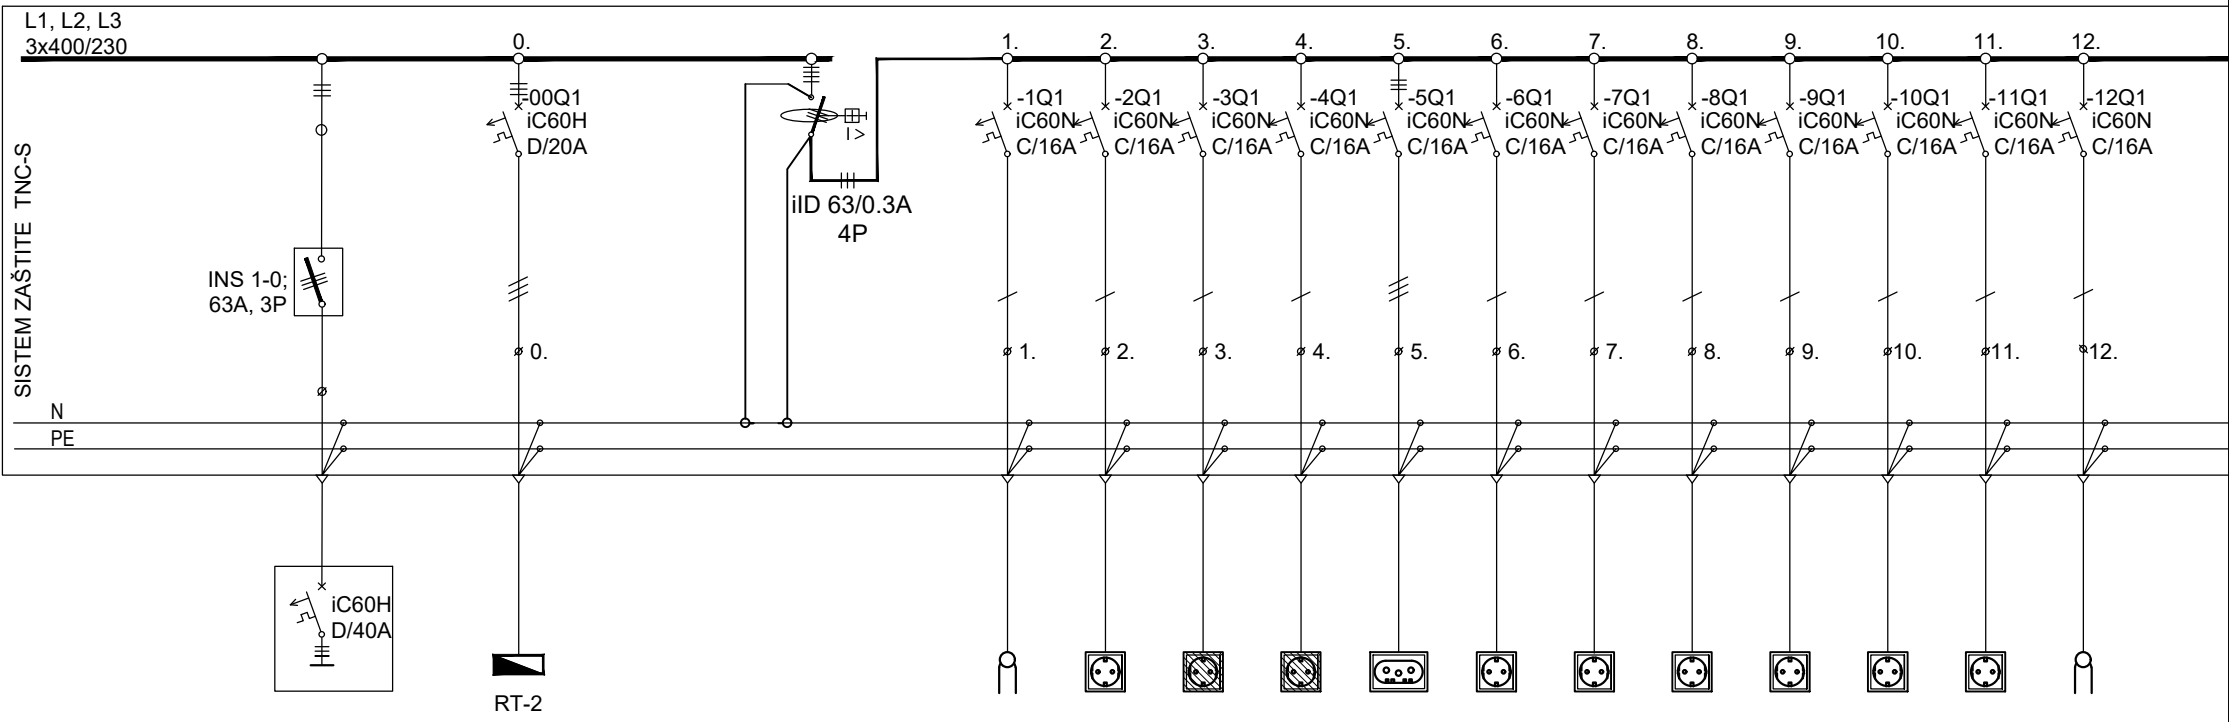 L1, L2, L3
3x400/230
0.
1.
2.
3.
4.
5.
6.
7.
8.
9.
10.
11.
12.
-00Q1
iC60H
D/20A
-1Q1
iC60N
C/16A
-2Q1
iC60N
C/16A
-3Q1
iC60N
C/16A
-4Q1
iC60N
C/16A
-5Q1
iC60N
C/16A
-6Q1
iC60N
C/16A
-7Q1
iC60N
C/16A
-8Q1
iC60N
C/16A
-9Q1
iC60N
C/16A
-10Q1
iC60N
C/16A
-11Q1
iC60N
C/16A
-12Q1
iC60N
C/16A
I>
iID 63/0.3A
4P
SISTEM ZAŠTITE TNC-S
INS 1-0;
63A, 3P
0.
1.
2.
3.
4.
5.
6.
7.
8.
9.
10.
11.
12.
N
PE
iC60H
D/40A
RT-2